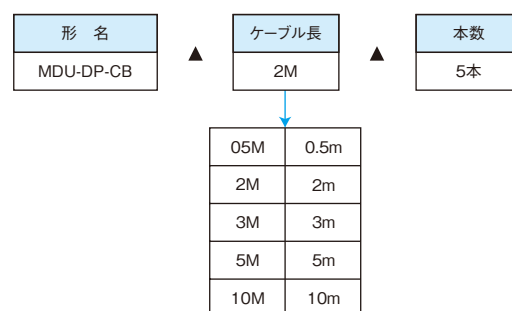 形 名 ケーブル長 本数
MDU-DP-CB ▲ 2M ▲ 5本
05M 0.5m
2M 2m
3M 3m
5M 5m
10M 10m